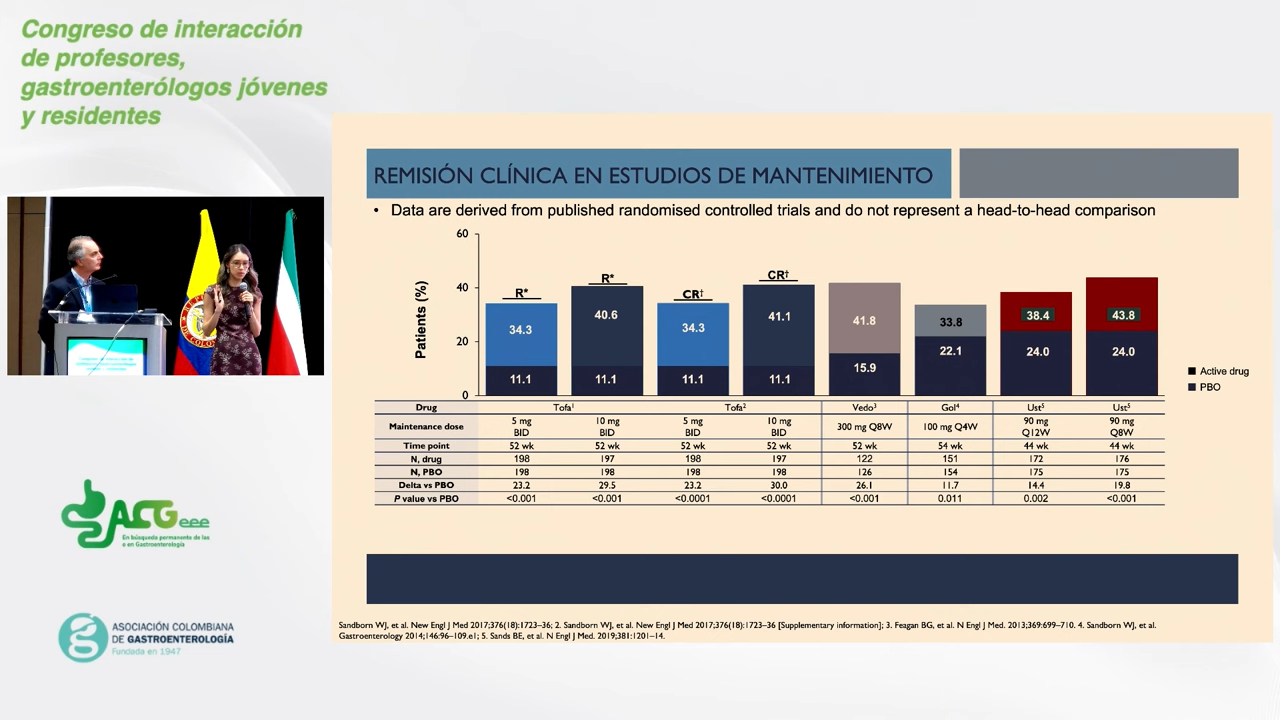 Congreso de interacción
de profesores,
gastroenterólogos jóvenes
y residentes
REMISIÓN CLÍNICA EN ESTUDIOS DE MANTENIMIENTO
• Data are derived from published randomised controlled trials and do not represent a head-to-head comparison
Patients (%)
60
40
20
0
R* R* CR† CR†
34.3 40.6 34.3 41.1 41.8 33.8 38.4 43.8
11.1 11.1 11.1 11.1 15.9 22.1 24.0 24.0
Active drug
PBO
Drug Tofa¹ Tofa² Vedo³ Gol⁴ Ust⁵ Ust⁵
Maintenance dose 5 mg BID 10 mg BID 5 mg BID 10 mg BID 300 mg Q8W 100 mg Q4W 90 mg Q12W 90 mg Q8W
Time point 52 wk 52 wk 52 wk 52 wk 52 wk 54 wk 44 wk 44 wk
N, drug 198 197 198 197 122 151 172 176
N, PBO 198 198 198 198 126 154 175 175
Delta vs PBO 23.2 29.5 23.2 30.0 26.1 11.7 14.4 19.8
P value vs PBO <0.001 <0.001 <0.0001 <0.0001 <0.001 0.011 0.002 <0.001
Sandborn WJ, et al. New Engl J Med 2017;376(18):1723–36; 2. Sandborn WJ, et al. New Engl J Med 2017;376(18):1723–36 [Supplementary information]; 3. Feagan BG, et al. N Engl J Med. 2013;369:699–710. 4. Sandborn WJ, et al.
Gastroenterology 2014;146:96–109.e1; 5. Sands BE, et al. N Engl J Med. 2019;381:1201–14.
ACGeee
En búsqueda permanente de las
e en Gastroenterología
ASOCIACIÓN COLOMBIANA
DE GASTROENTEROLOGÍA
Fundada en 1947